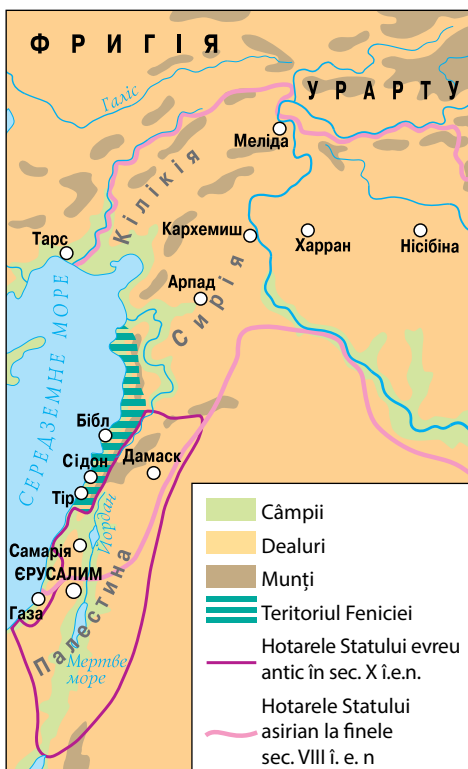 ФРИГІЯ
УРАРТУ
Галіс
Меліда
Кілікія
Тарс
Кархемиш
Харран
Нісібіна
Арпад
Сирія
СЕРЕДЗЕМНЕ МОРЕ
Бібл
Сідон
Дамаск
Тір
Йордан
Самарія
ЄРУСАЛИМ
Газа
Палестина
Мертве
море
Câmpii
Dealuri
Munți
Teritoriul Feniciei
Hotarele Statului evreu
antic în sec. X î.e.n.
Hotarele Statului
asirian la finele
sec. VIII î. e. n